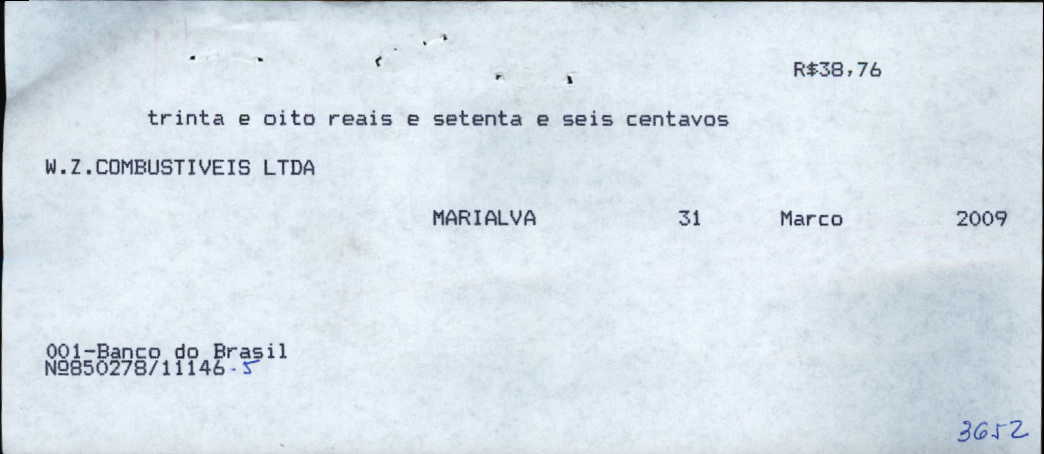 R$38,76
trinta e oito reais e setenta e seis centavos
W.Z.COMBUSTIVEIS LTDA
MARIALVA 31 Marco 2009
001-Banco do Brasil
Nº850278/11146-5
3652